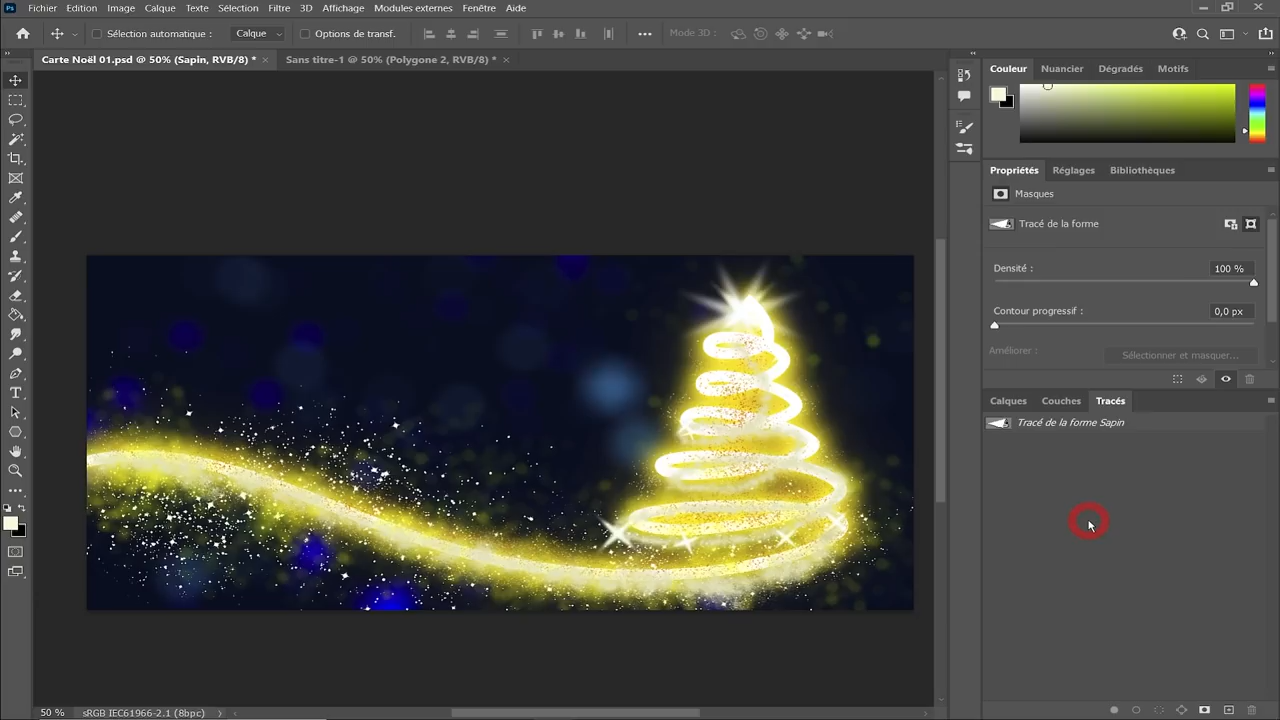 Ps Fichier Edition Image Calque Texte Sélection Filtre 3D Affichage Modules externes Fenêtre Aide
Sélection automatique : Calque Options de transf. Mode 3D :
Carte Noël 01.psd @ 50% (Sapin, RVB/8) * × Sans titre-1 @ 50% (Polygone 2, RVB/8) * ×
Couleur Nuancier Dégradés Motifs
Propriétés Réglages Bibliothèques
Masques
Tracé de la forme
Densité : 100 %
Contour progressif : 0,0 px
Améliorer : Sélectionner et masquer...
Calques Couches Tracés
Tracé de la forme Sapin
50 % sRGB IEC61966-2.1 (8bpc)